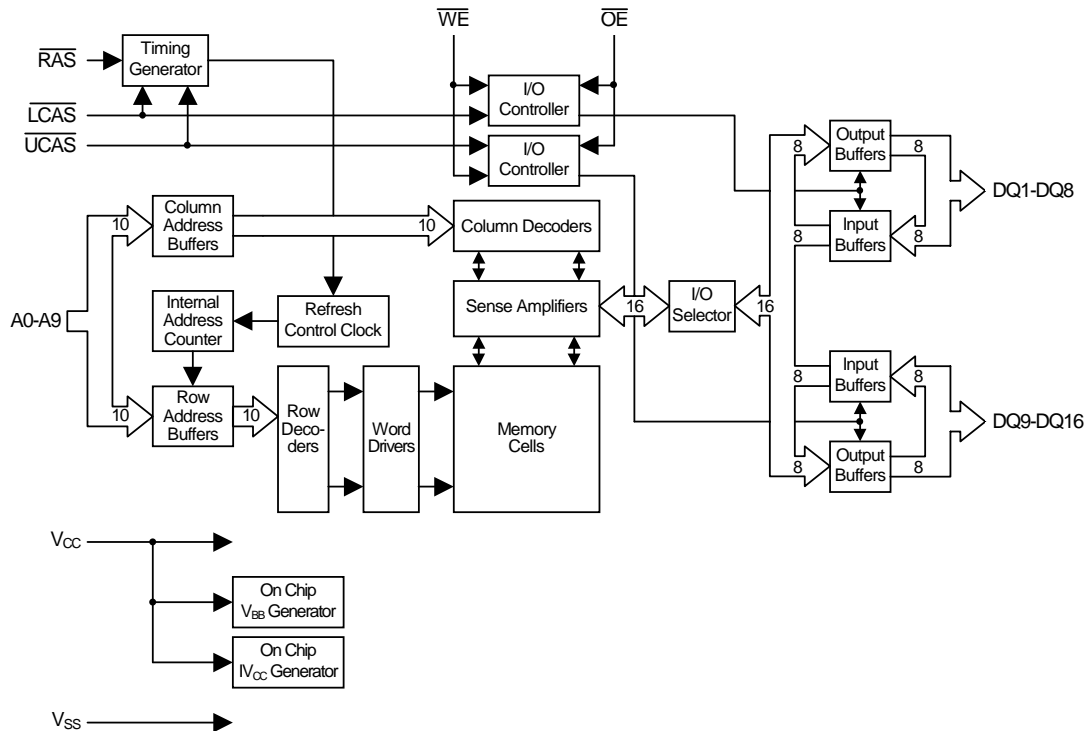 WE
OE
RAS
Timing
Generator
I/O
Controller
LCAS
UCAS
I/O
Controller
Output
Buffers
8
8
DQ1-DQ8
Input
Buffers
8
8
Column
Address
Buffers
10
10
Column Decoders
A0-A9
Internal
Address
Counter
Refresh
Control Clock
Sense Amplifiers
16
I/O
Selector
16
Row
Address
Buffers
10
10
Row
Deco-
ders
Word
Drivers
Memory
Cells
Input
Buffers
8
8
DQ9-DQ16
Output
Buffers
8
8
VCC
On Chip
VBB Generator
On Chip
IVCC Generator
VSS